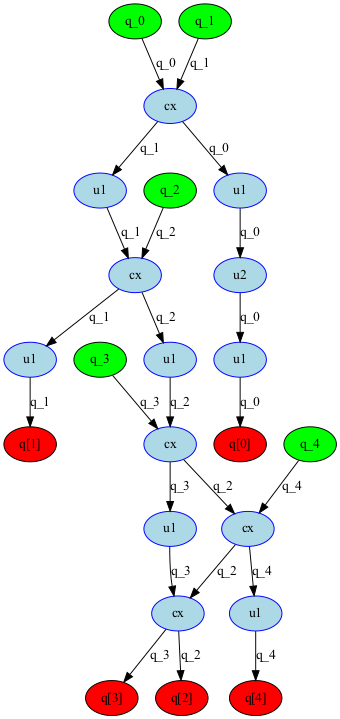 q_0 q_1
q_0 q_1
cx
q_1 q_0
u1 q_2 u1
q_1 q_2 q_0
cx u2
q_1 q_2 q_0
u1 q_3 u1 u1
q_1 q_3 q_2 q_0
q[1] cx q[0] q_4
q_3 q_2 q_4
u1 cx
q_3 q_2 q_4
cx u1
q_3 q_2 q_4
q[3] q[2] q[4]